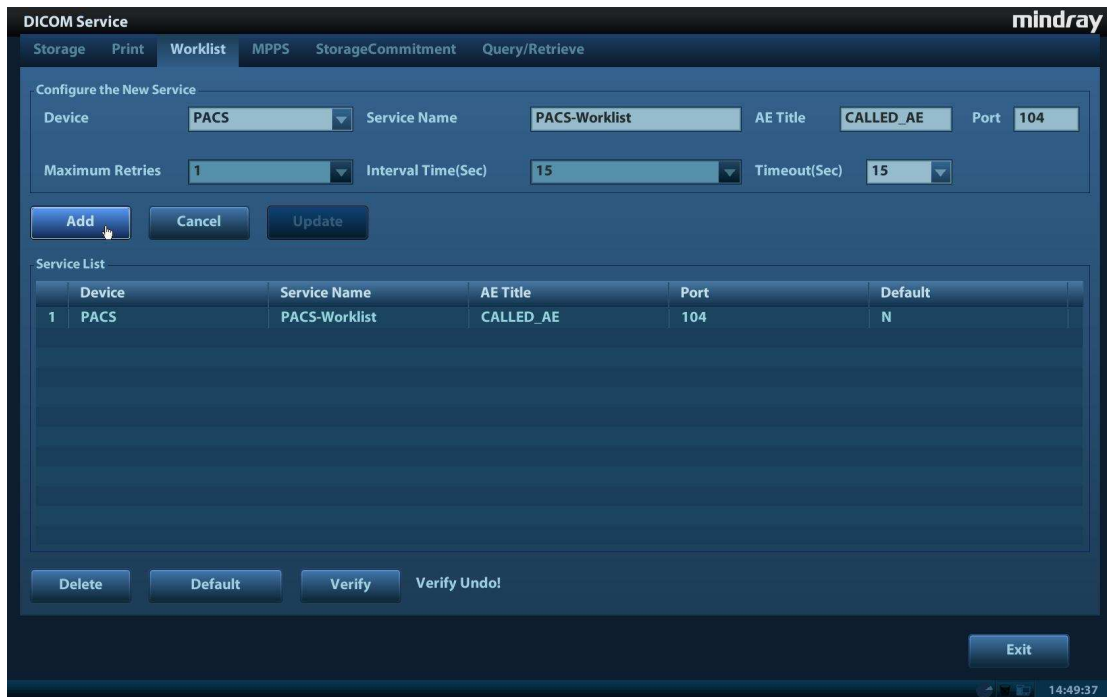 DICOM Service mindray
Storage Print Worklist MPPS StorageCommitment Query/Retrieve
Configure the New Service
Device PACS Service Name PACS-Worklist AE Title CALLED_AE Port 104
Maximum Retries 1 Interval Time(Sec) 15 Timeout(Sec) 15
Add Cancel Update
Service List
Device Service Name AE Title Port Default
1 PACS PACS-Worklist CALLED_AE 104 N
Delete Default Verify Verify Undo!
Exit
14:49:37